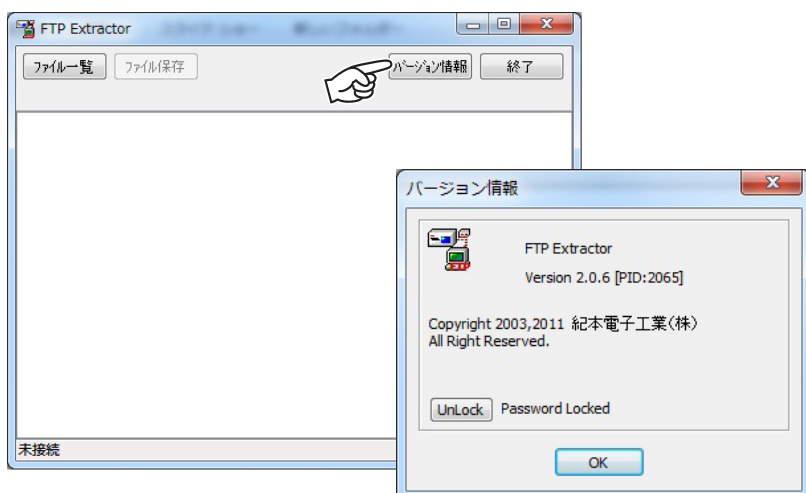 FTP Extractor
ファイル一覧
ファイル保存
バージョン情報
終了
未接続
バージョン情報
FTP Extractor
Version 2.0.6 [PID:2065]
Copyright 2003,2011 紀本電子工業(株)
All Right Reserved.
UnLock
Password Locked
OK